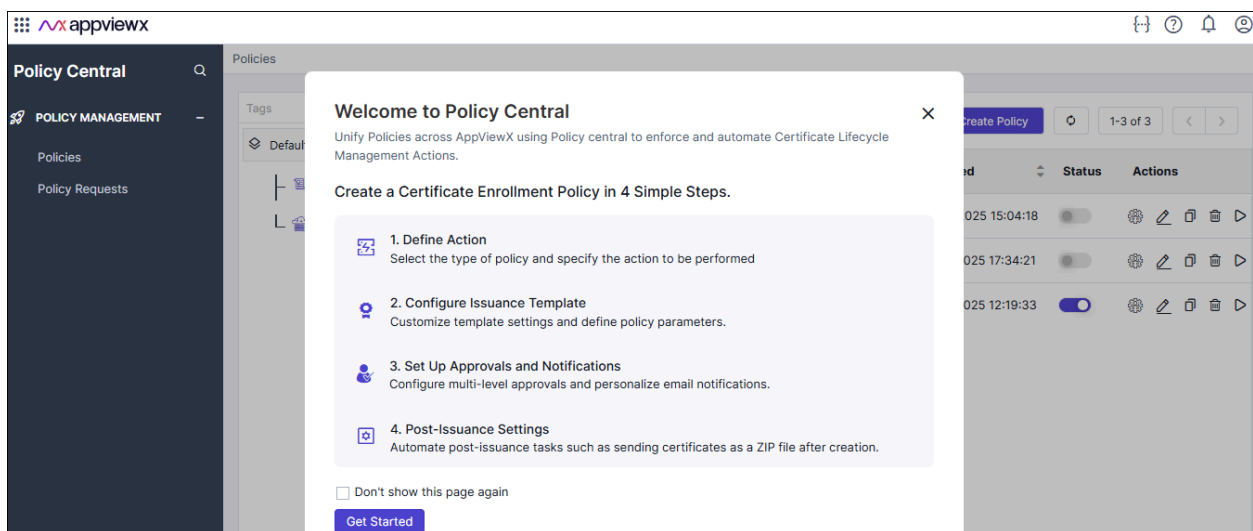 appviewx
Policy Central
POLICY MANAGEMENT
Policies
Policy Requests
Policies
Tags
Welcome to Policy Central
Unify Policies across AppViewX using Policy central to enforce and automate Certificate Lifecycle
Management Actions.
Create a Certificate Enrollment Policy in 4 Simple Steps.
1. Define Action
Select the type of policy and specify the action to be performed
2. Configure Issuance Template
Customize template settings and define policy parameters.
3. Set Up Approvals and Notifications
Configure multi-level approvals and personalize email notifications.
4. Post-Issuance Settings
Automate post-issuance tasks such as sending certificates as a ZIP file after creation.
Don't show this page again
Get Started
Create Policy
1-3 of 3
Status
Actions
025 15:04:18
025 17:34:21
025 12:19:33